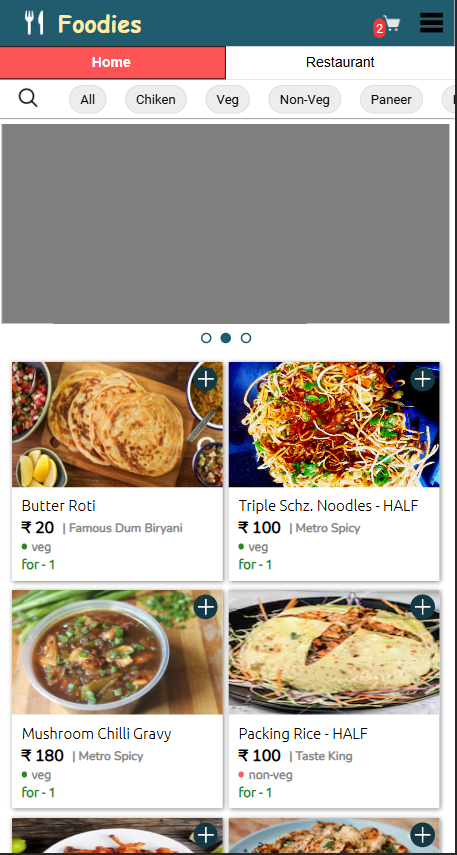 Foodies
2
Home
Restaurant
All
Chiken
Veg
Non-Veg
Paneer
Butter Roti
₹ 20 | Famous Dum Biryani
veg
for - 1
Triple Schz. Noodles - HALF
₹ 100 | Metro Spicy
veg
for - 1
Mushroom Chilli Gravy
₹ 180 | Metro Spicy
veg
for - 1
Packing Rice - HALF
₹ 100 | Taste King
non-veg
for - 1